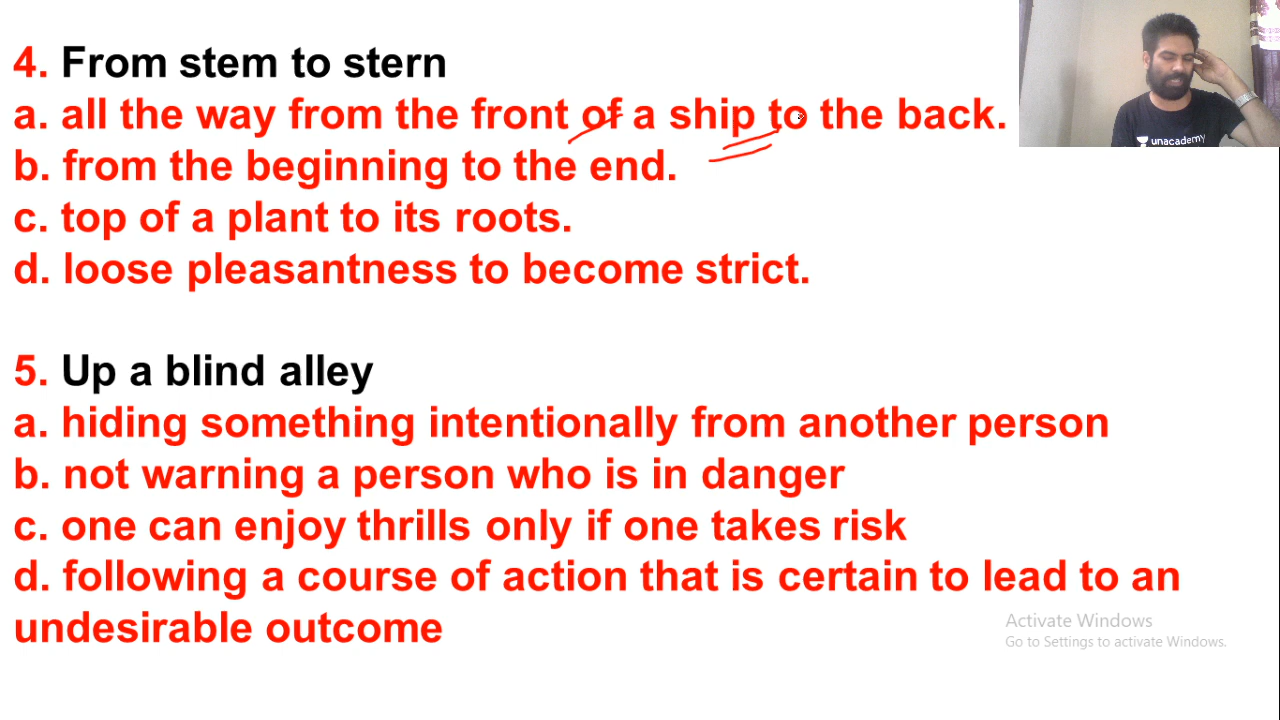 4. From stem to stern
a. all the way from the front of a ship to the back.
b. from the beginning to the end.
c. top of a plant to its roots.
d. loose pleasantness to become strict.
5. Up a blind alley
a. hiding something intentionally from another person
b. not warning a person who is in danger
c. one can enjoy thrills only if one takes risk
d. following a course of action that is certain to lead to an
undesirable outcome
unacademy
Activate Windows
Go to Settings to activate Windows.